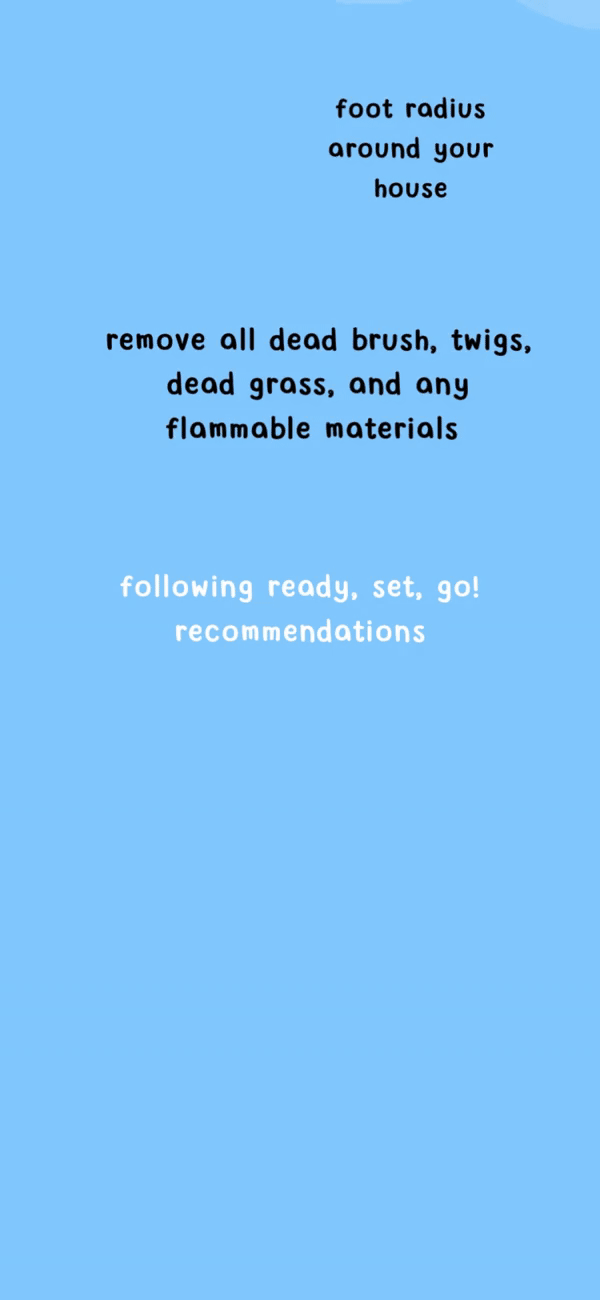 foot radius
around your
house
remove all dead brush, twigs,
dead grass, and any
flammable materials
following ready, set, go!
recommendations